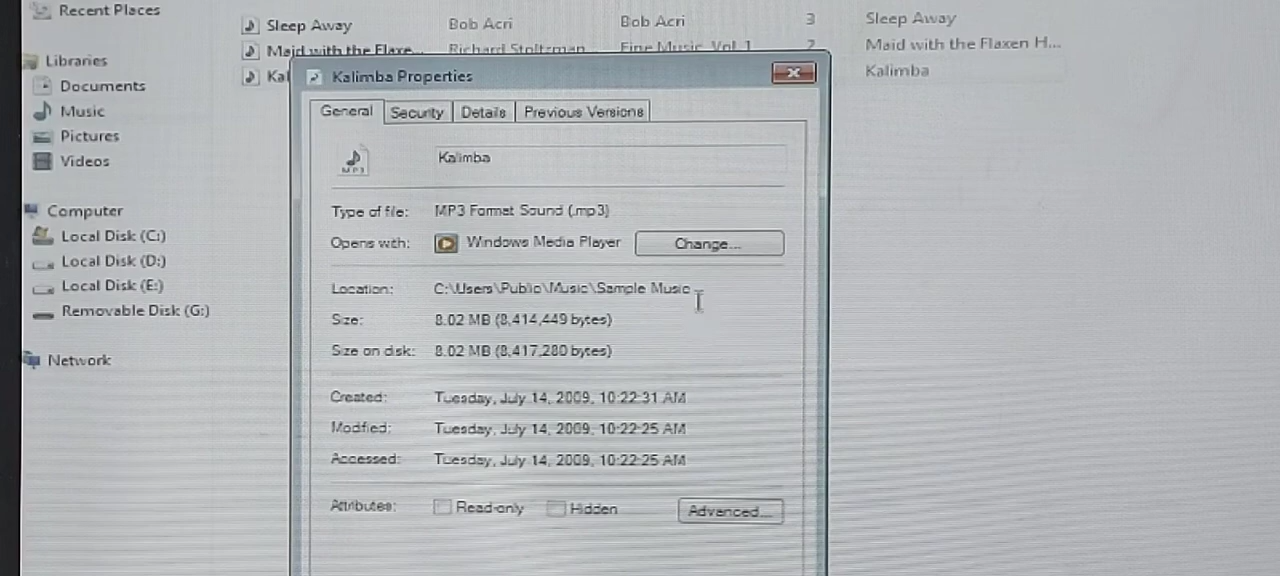 Recent Places
Sleep Away Bob Acri Bob Acri 3 Sleep Away
Libraries
Maid with the Flaxe... Richard Stoltzman... Fine Music, Vol. 1 2 Maid with the Flaxen H...
Kal Kalimba
Documents
Music
Pictures
Videos
Computer
Local Disk (C:)
Local Disk (D:)
Local Disk (E:)
Removable Disk (G:)
Network
Kalimba Properties
General Security Details Previous Versions
MP3
Kalimba
Type of file: MP3 Format Sound (.mp3)
Opens with: Windows Media Player Change...
Location: C:\Users\Public\Music\Sample Music
Size: 8.02 MB (8,414,449 bytes)
Size on disk: 8.02 MB (8,417,280 bytes)
Created: Tuesday, July 14, 2009, 10:22:31 AM
Modified: Tuesday, July 14, 2009, 10:22:25 AM
Accessed: Tuesday, July 14, 2009, 10:22:25 AM
Attributes: Read-only Hidden Advanced...